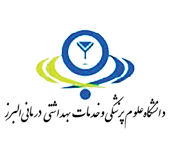 دانشگاه علوم پزشکی و خدمات بهداشتی درمانی البرز